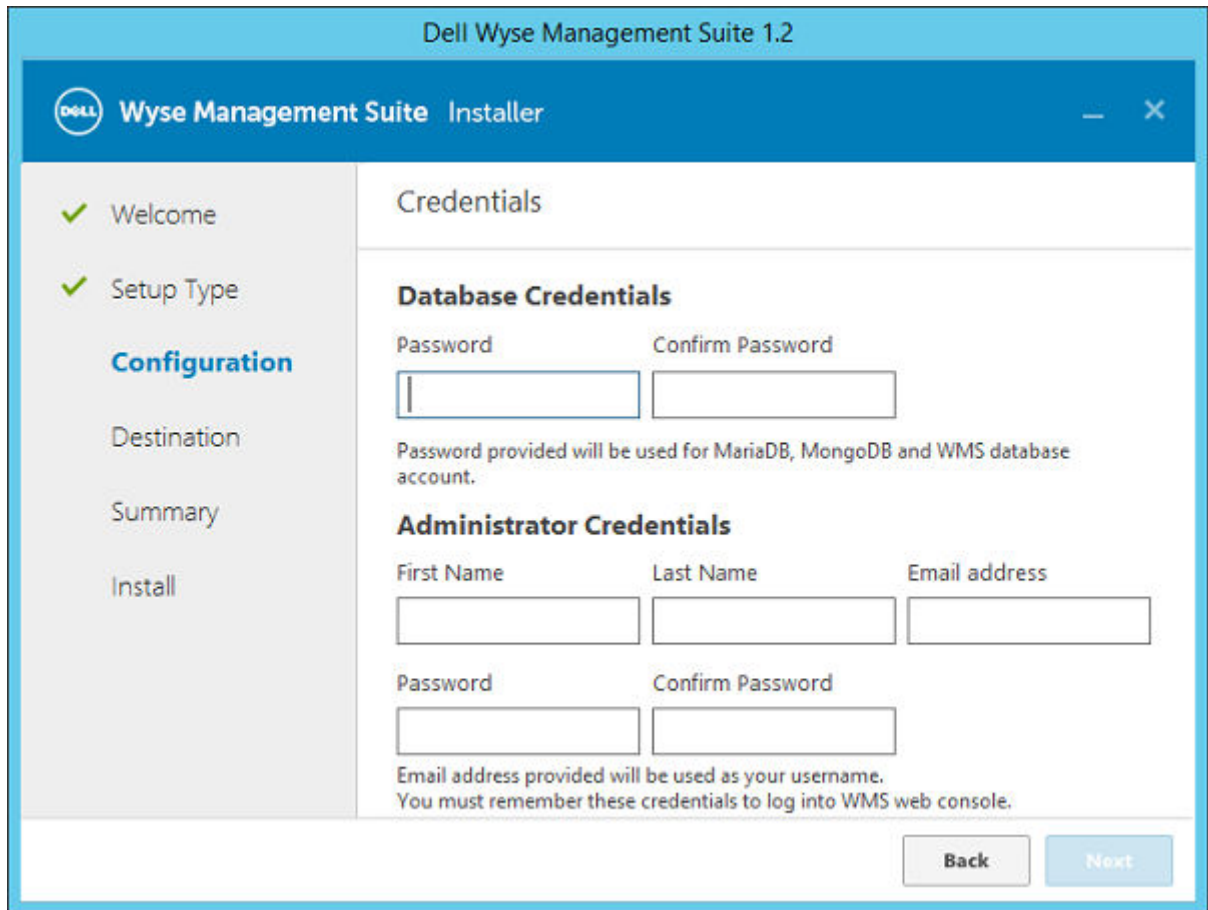 Dell Wyse Management Suite 1.2
DELL Wyse Management Suite Installer
Welcome
Setup Type
Configuration
Destination
Summary
Install
Credentials
Database Credentials
Password Confirm Password
Password provided will be used for MariaDB, MongoDB and WMS database
account.
Administrator Credentials
First Name Last Name Email address
Password Confirm Password
Email address provided will be used as your username.
You must remember these credentials to log into WMS web console.
Back Next